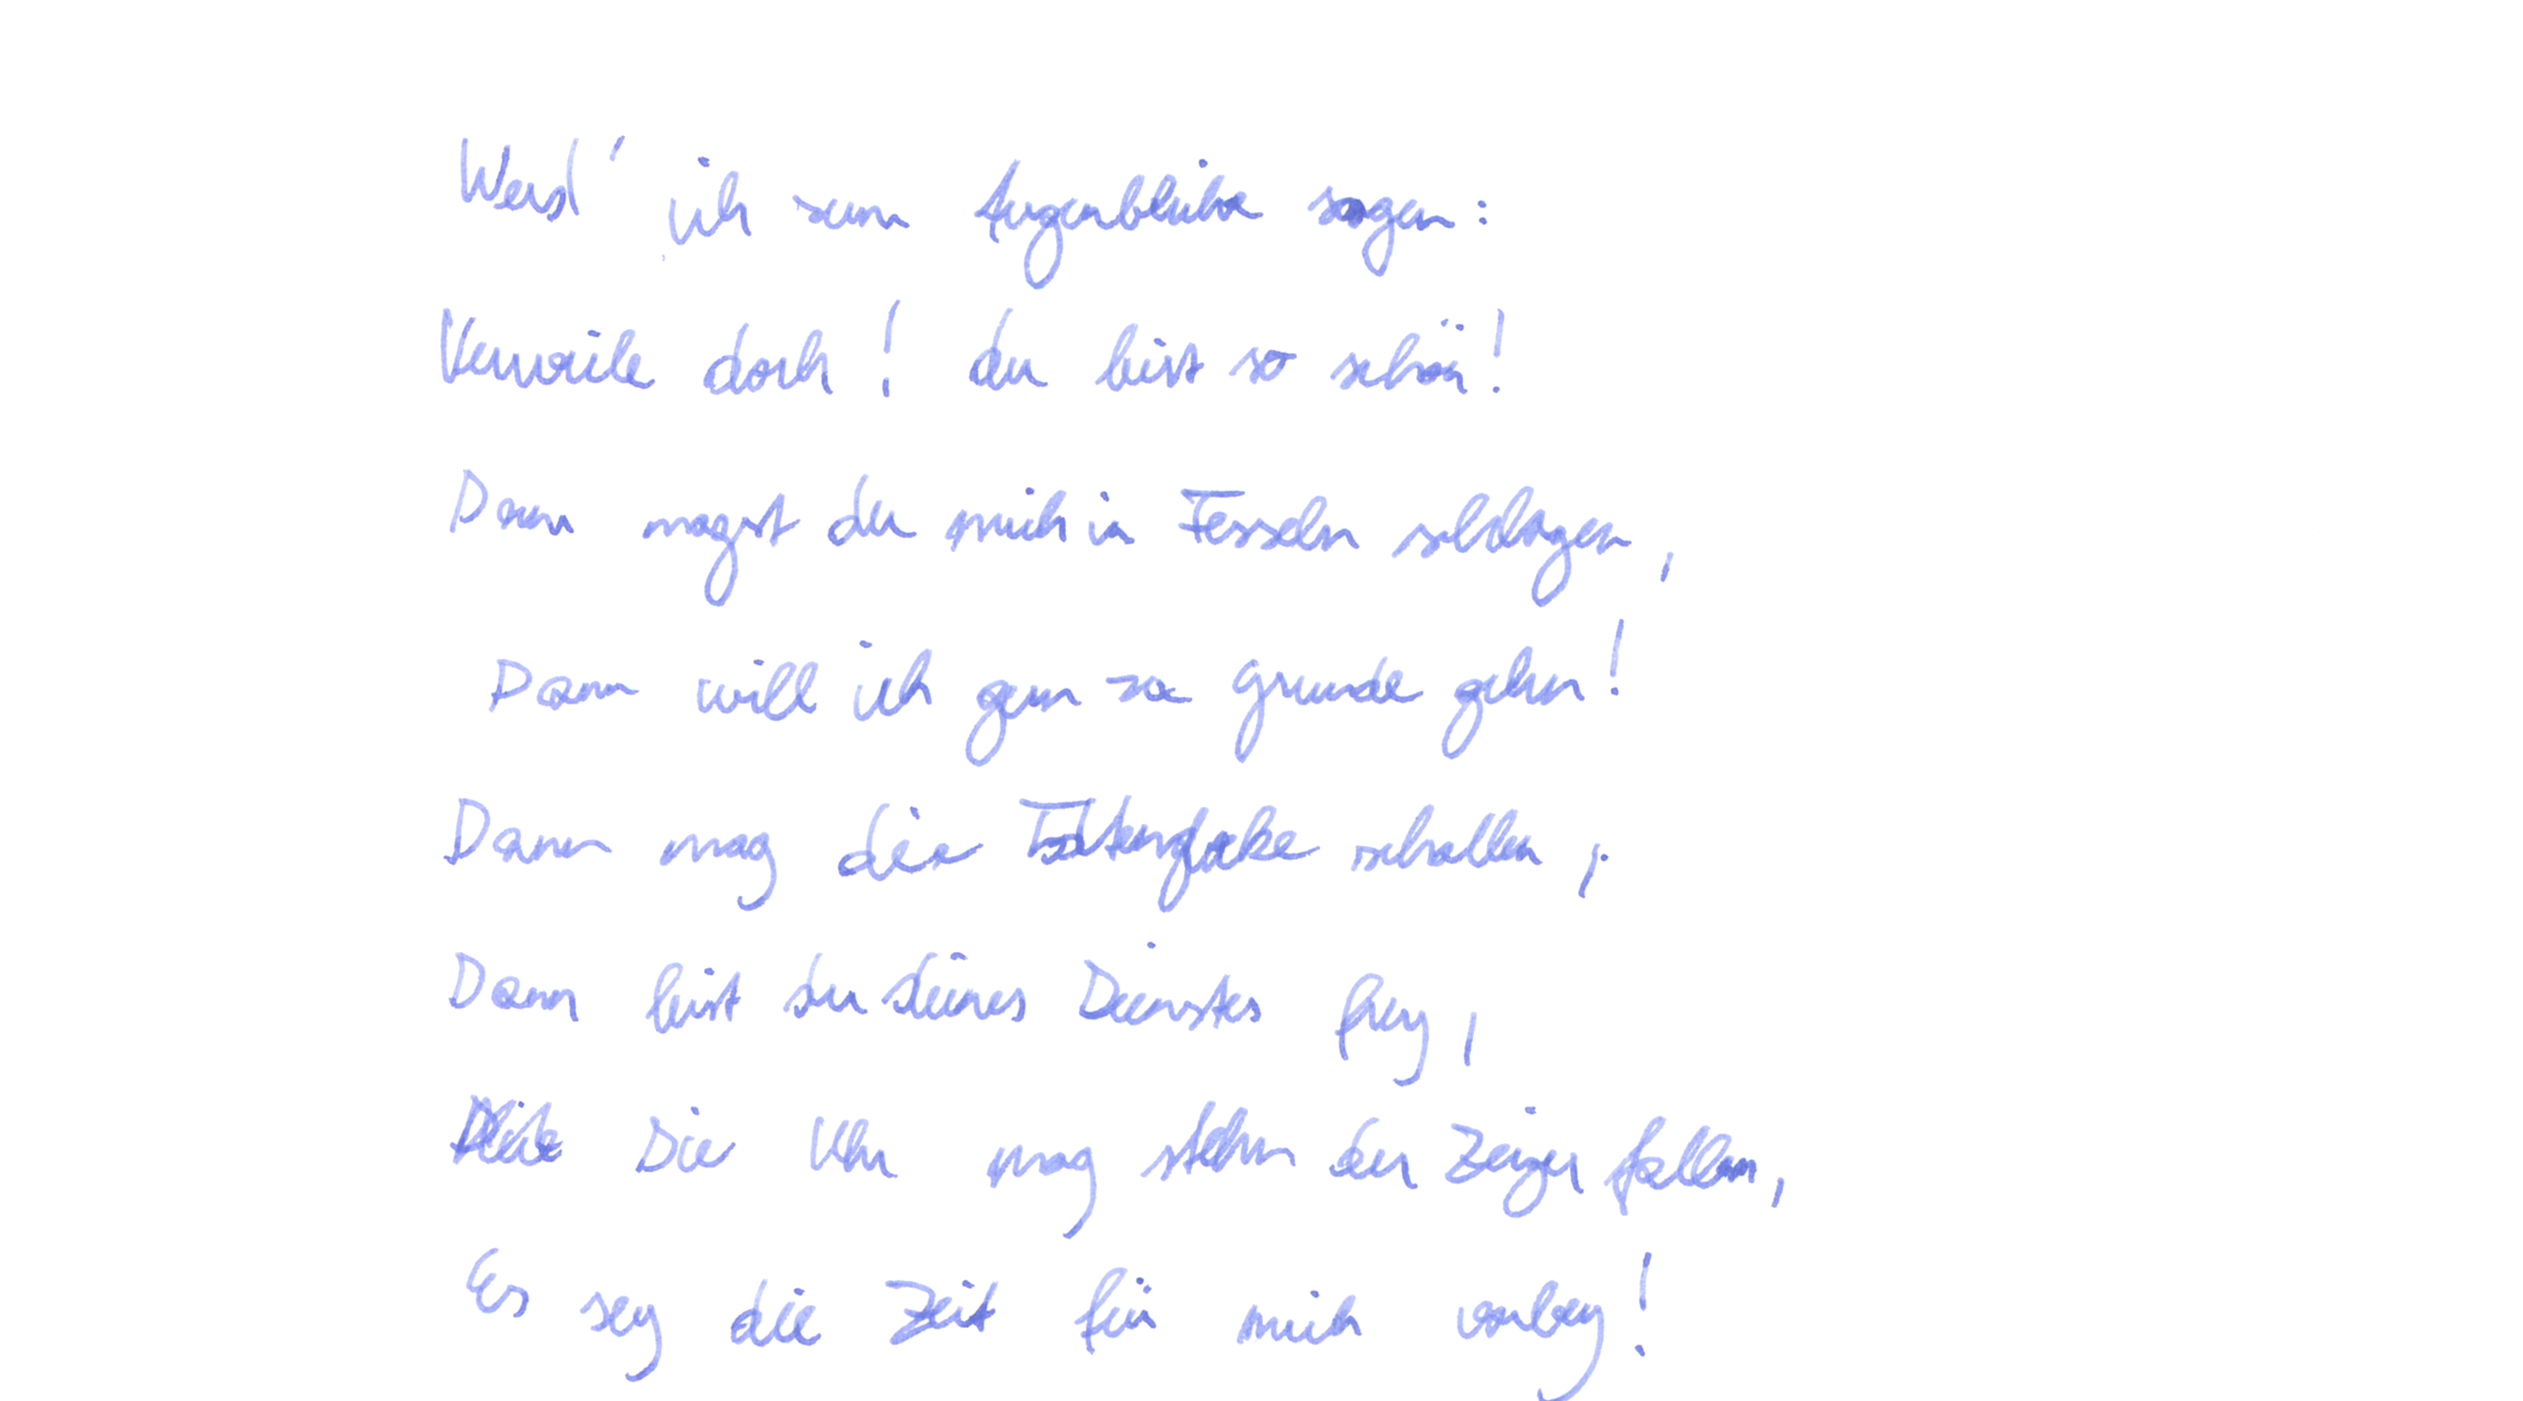 Werd' ich zum Augenblicke sagen:
Verweile doch! du bist so schön!
Dann magst du mich in Fesseln schlagen,
Dann will ich gern zu Grunde gehn!
Dann mag die Totenglocke schallen,
Dann bist du deines Dienstes frey,
Die Uhr mag stehn der Zeiger fallen,
Es sey die Zeit für mich vorbey!